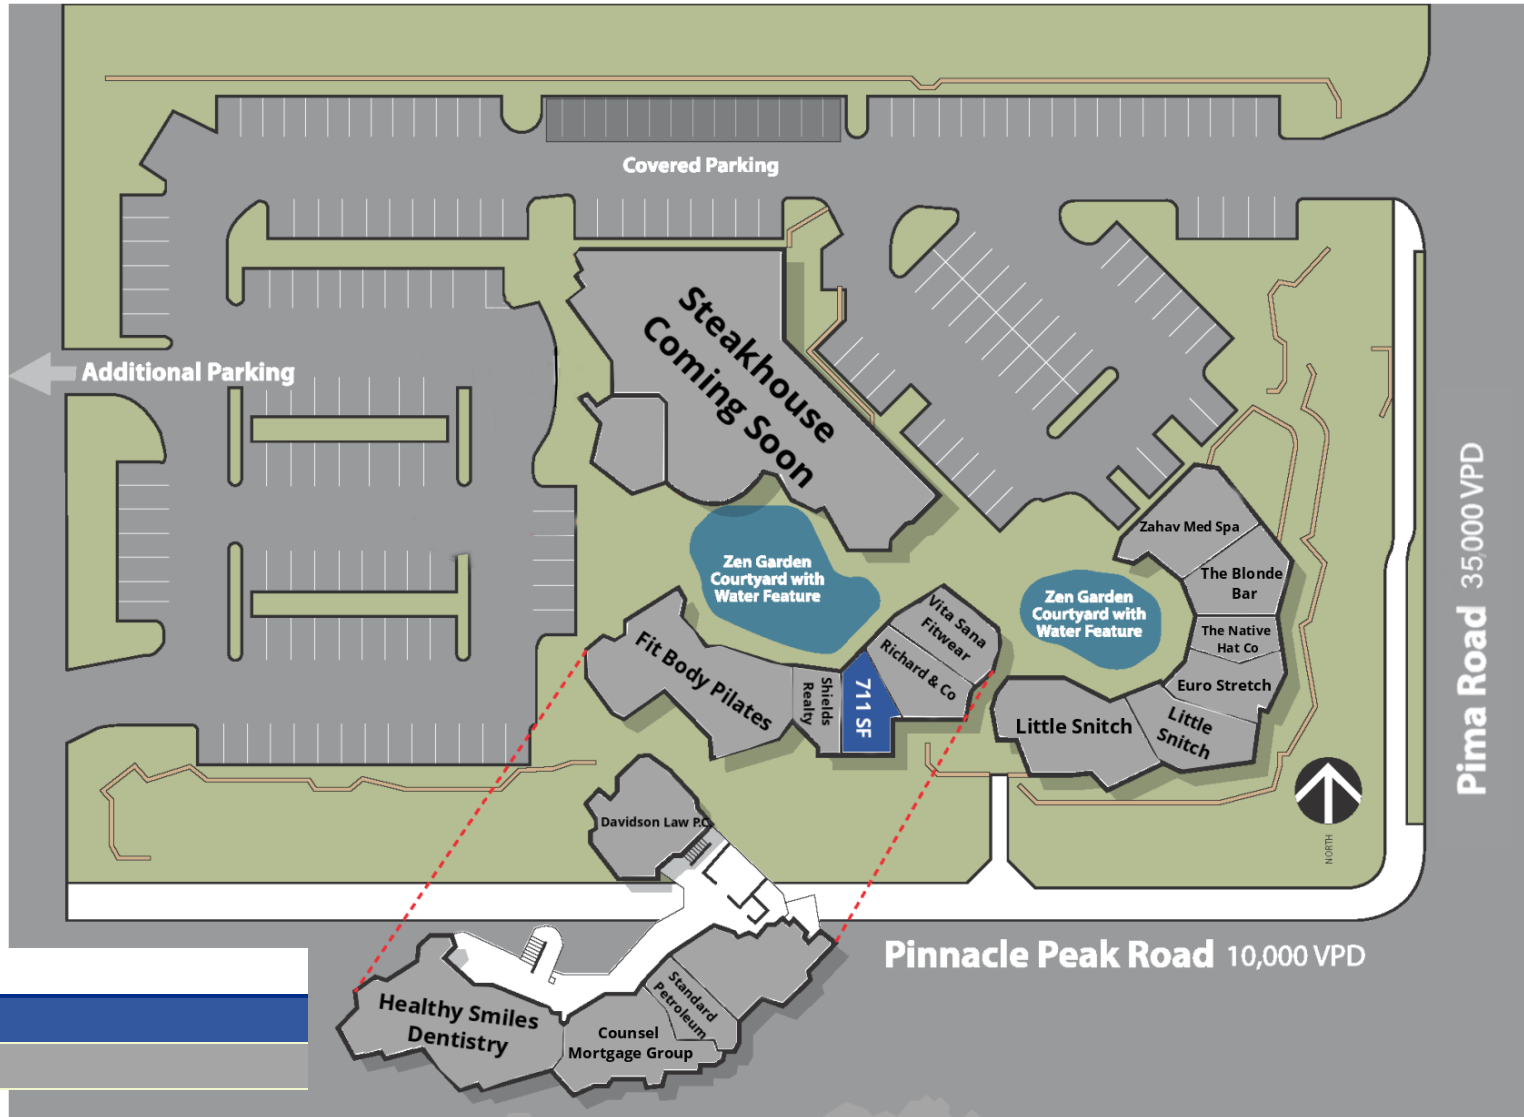 Covered Parking
Additional Parking
Steakhouse
Coming Soon
Zen Garden
Courtyard with
Water Feature
Zen Garden
Courtyard with
Water Feature
Zahav Med Spa
The Blonde
Bar
The Native
Hat Co
Euro Stretch
Little
Snitch
Little Snitch
Vita Sana
Fitwear
Richard & Co
711 SF
Shields
Realty
Fit Body Pilates
Davidson Law P.C.
Healthy Smiles
Dentistry
Counsel
Mortgage Group
Standard
Petroleum
Pinnacle Peak Road 10,000 VPD
Pima Road 35,000 VPD
NORTH